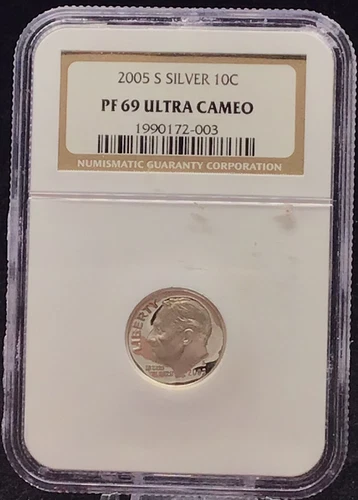 2005 S SILVER 10C
PF 69 ULTRA CAMEO
1990172-003
NUMISMATIC GUARANTY CORPORATION
LIBERTY